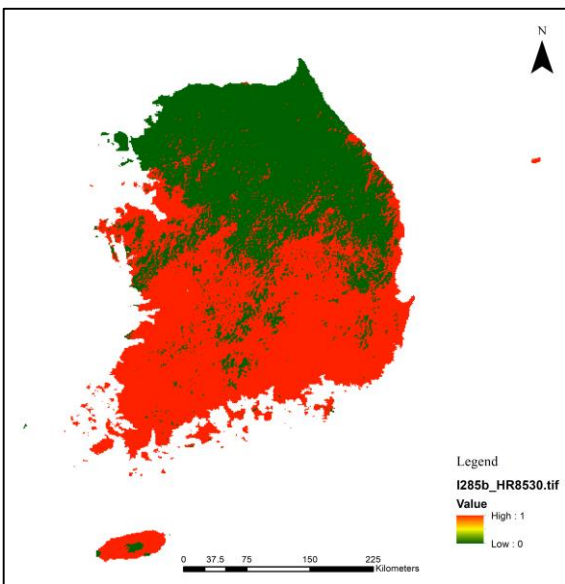 N
Legend
I285b_HR8530.tif
Value
High : 1
Low : 0
0 37.5 75 150 225
Kilometers